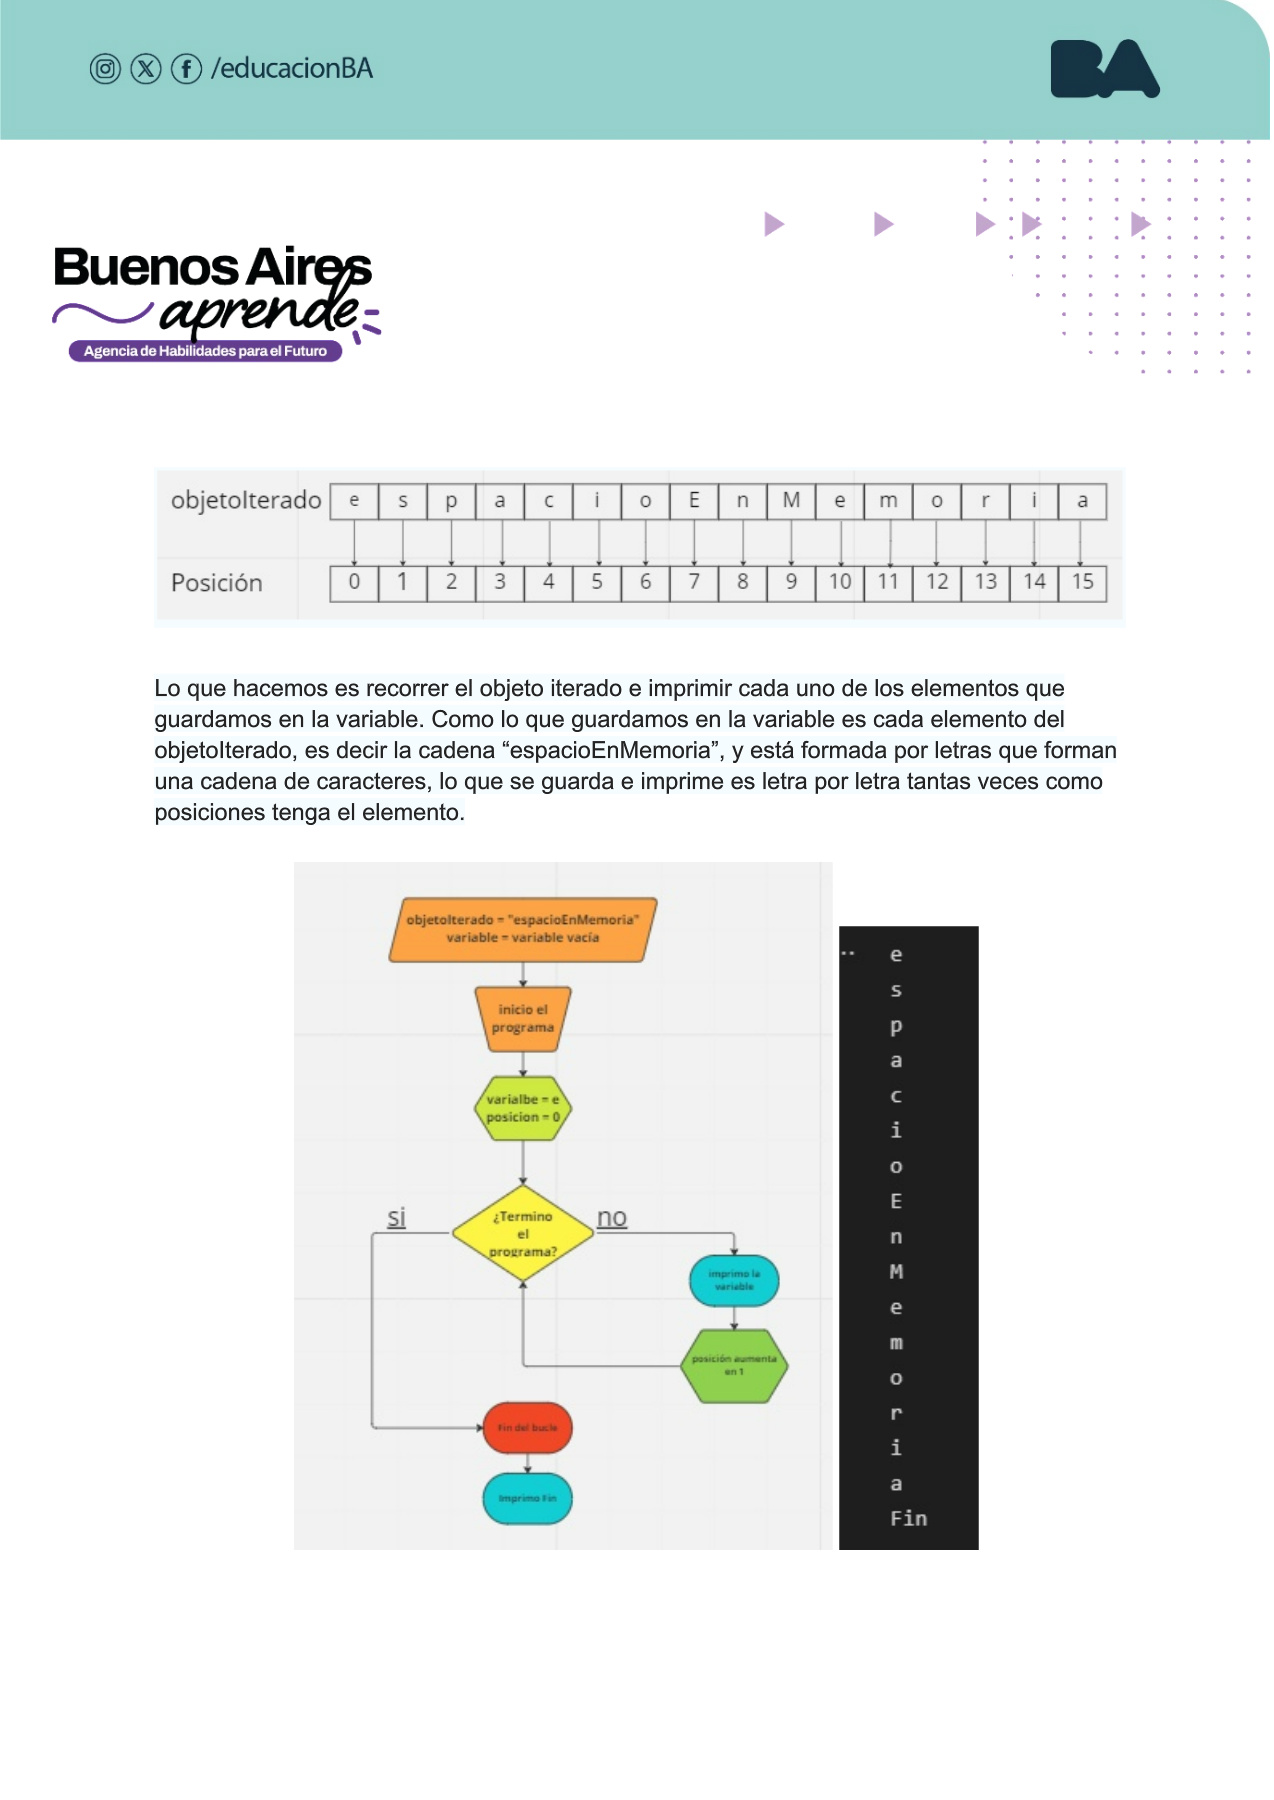 /educacionBA
BA
Buenos Aires
aprende
Agencia de Habilidades para el Futuro
objetoIterado e s p a c i o E n M e m o r i a
Posición 0 1 2 3 4 5 6 7 8 9 10 11 12 13 14 15
Lo que hacemos es recorrer el objeto iterado e imprimir cada uno de los elementos que
guardamos en la variable. Como lo que guardamos en la variable es cada elemento del
objetoIterado, es decir la cadena “espacioEnMemoria”, y está formada por letras que forman
una cadena de caracteres, lo que se guarda e imprime es letra por letra tantas veces como
posiciones tenga el elemento.
objetoIterado = "espacioEnMemoria"
variable = variable vacía
inicio el
programa
varialbe = e
posicion = 0
¿Termino
el
programa?
si
no
imprimo la
variable
posición aumenta
en 1
Fin del bucle
Imprimo Fin
·· e
s
p
a
c
i
o
E
n
M
e
m
o
r
i
a
Fin